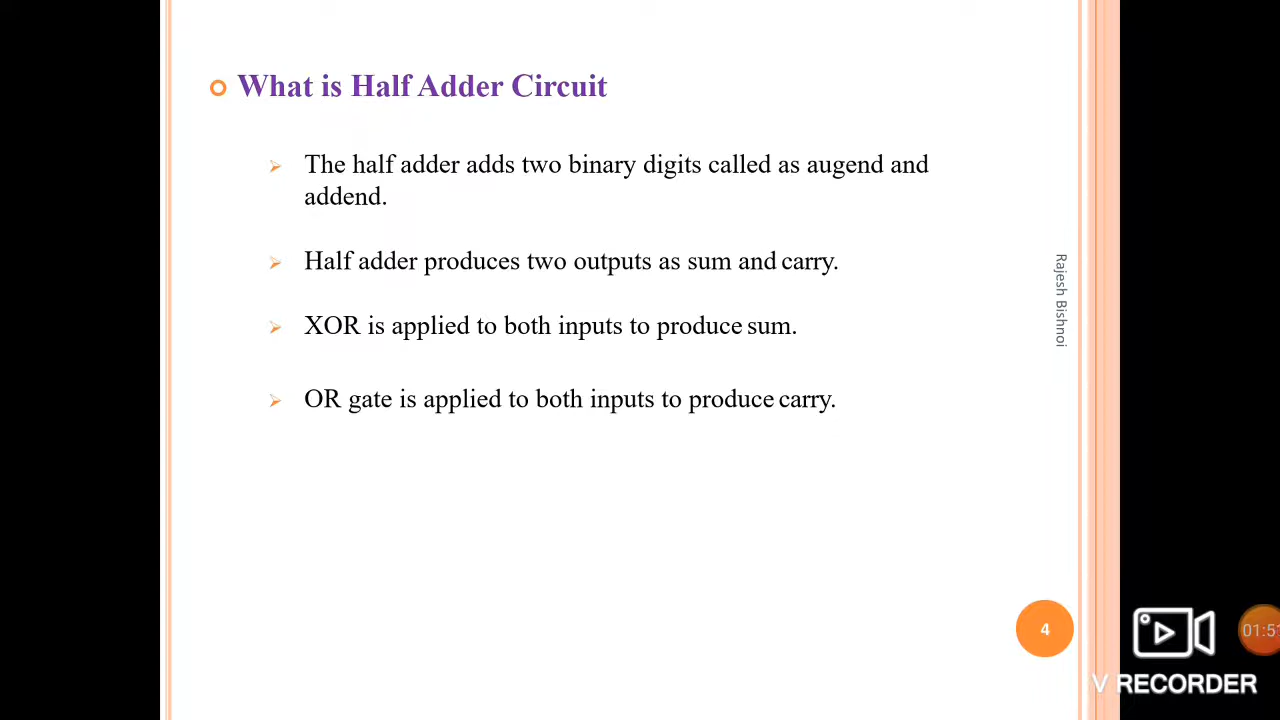 What is Half Adder Circuit
The half adder adds two binary digits called as augend and
addend.
Half adder produces two outputs as sum and carry.
XOR is applied to both inputs to produce sum.
OR gate is applied to both inputs to produce carry.
Rajesh Bishnoi
4
V RECORDER